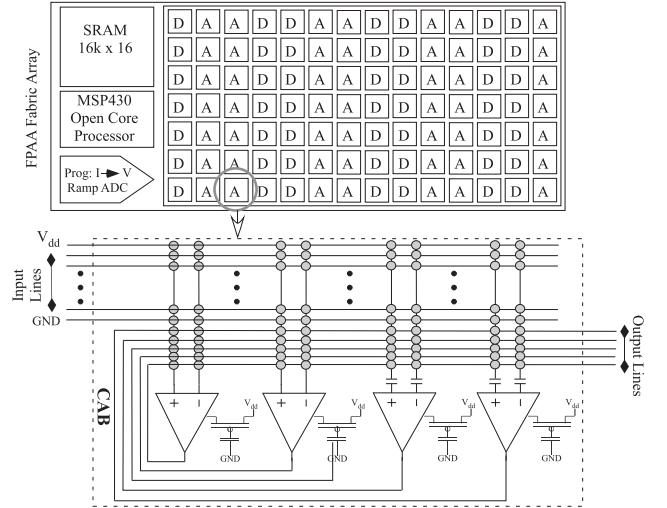 FPAA Fabric Array
SRAM
16k x 16
MSP430
Open Core
Processor
Prog: I V
Ramp ADC
D A A D D A A D D A A D D A
D A A D D A A D D A A D D A
D A A D D A A D D A A D D A
D A A D D A A D D A A D D A
D A A D D A A D D A A D D A
D A A D D A A D D A A D D A
D A A D D A A D D A A D D A
Vdd
Input
Lines
GND
Output Lines
CAB
+ − Vdd GND
+ − Vdd GND
+ − Vdd GND
+ − Vdd GND